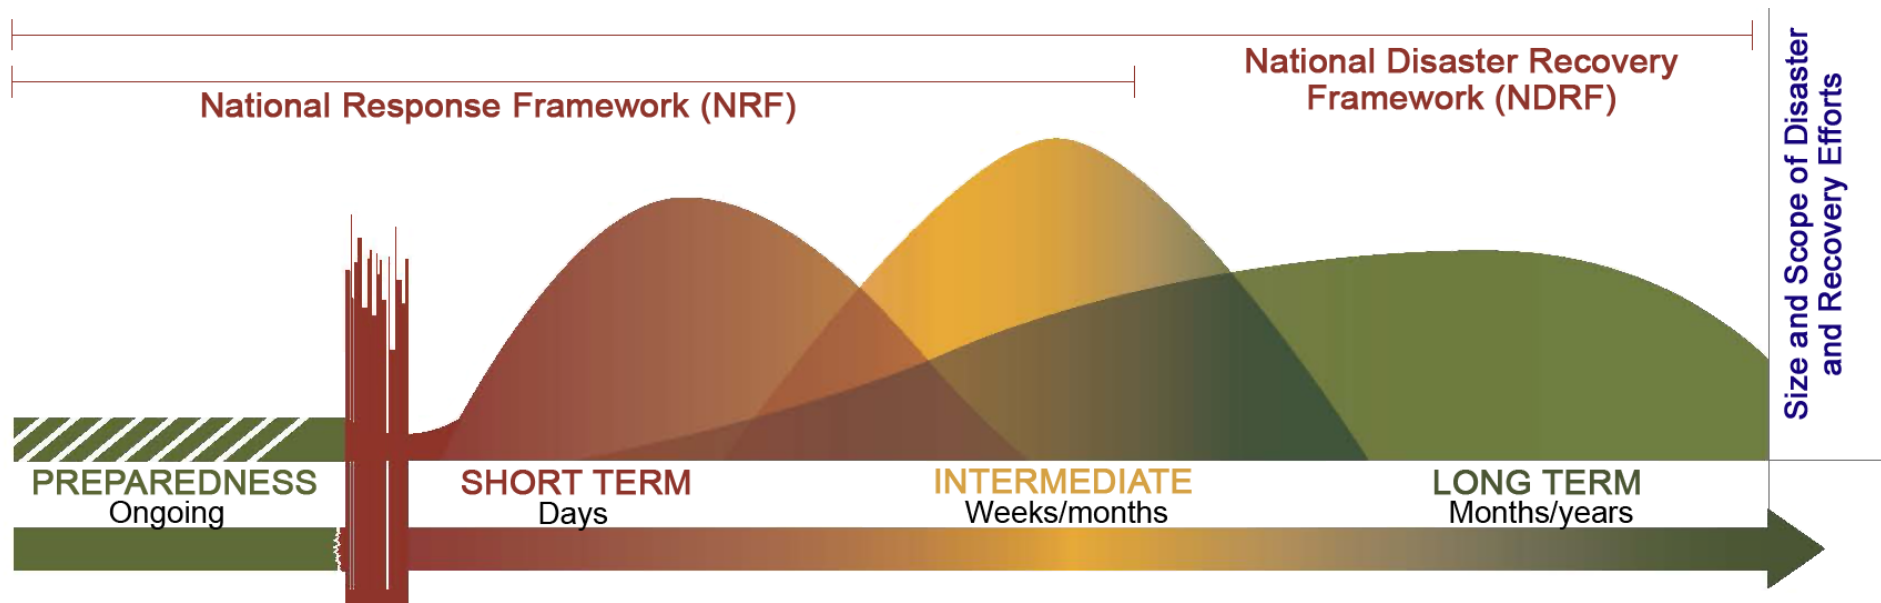 National Disaster Recovery
Framework (NDRF)
National Response Framework (NRF)
Size and Scope of Disaster
and Recovery Efforts
PREPAREDNESS
Ongoing
SHORT TERM
Days
INTERMEDIATE
Weeks/months
LONG TERM
Months/years